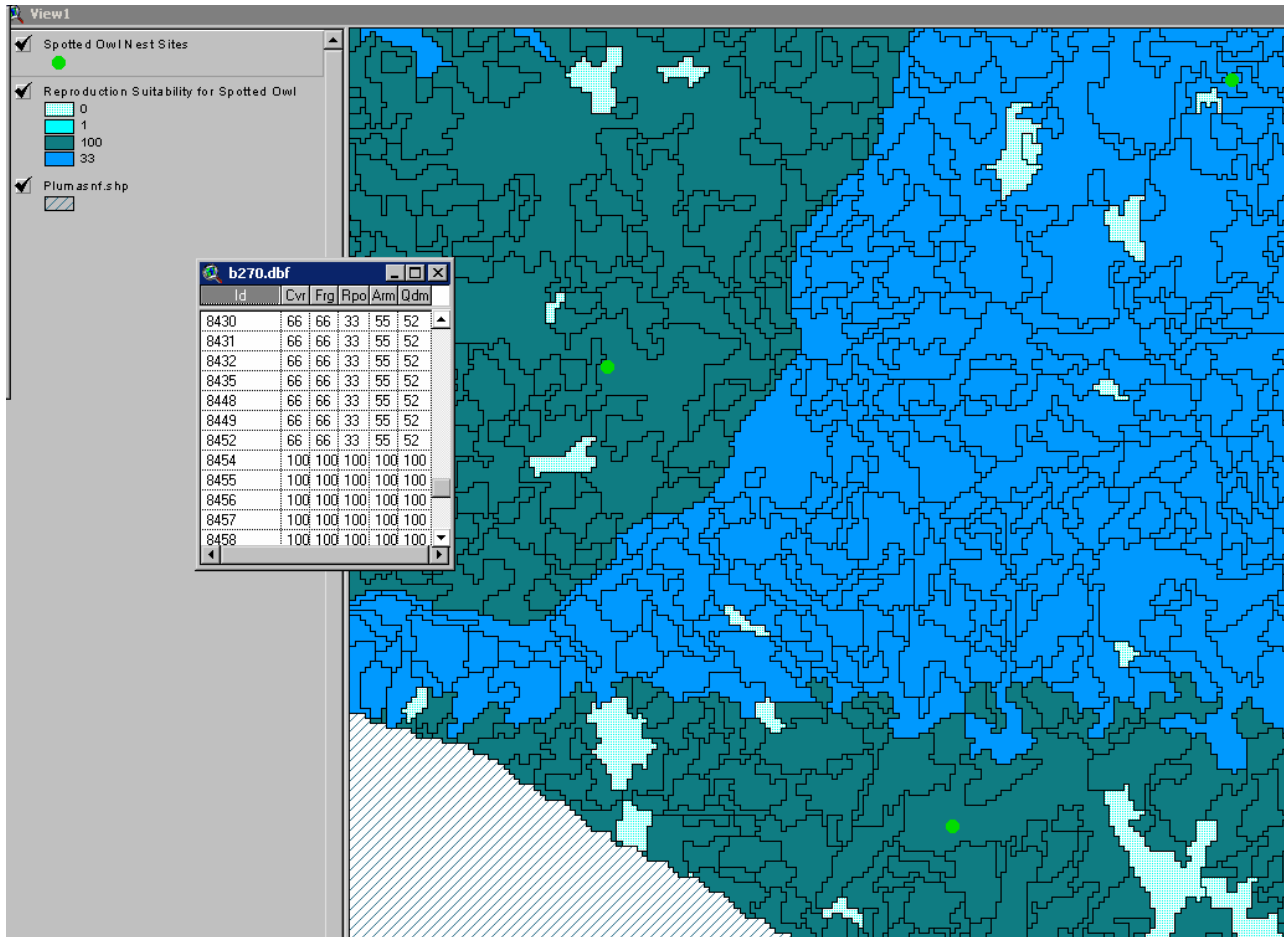 View1
Spotted Owl Nest Sites
Reproduction Suitability for Spotted Owl
0
1
100
33
Plumasnf.shp
b270.dbf
Id Cvr Frg Rpo Arm Qdm
8430 66 66 33 55 52
8431 66 66 33 55 52
8432 66 66 33 55 52
8435 66 66 33 55 52
8448 66 66 33 55 52
8449 66 66 33 55 52
8452 66 66 33 55 52
8454 100 100 100 100 100
8455 100 100 100 100 100
8456 100 100 100 100 100
8457 100 100 100 100 100
8458 100 100 100 100 100